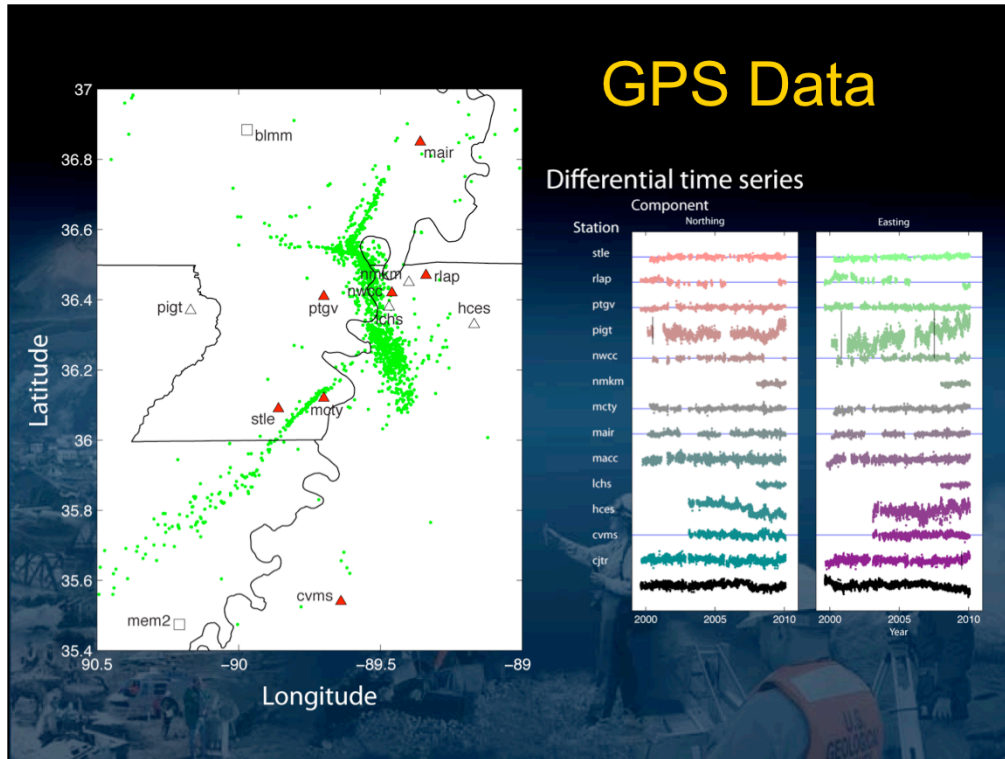 GPS Data
37
36.8
36.6
36.4
36.2
36
35.8
35.6
35.4
Latitude
90.5
−90
−89.5
−89
Longitude
blmm
mair
nmkm
rlap
nwcc
pigt
ptgv
lchs
hces
stle
mcty
cvms
mem2
Differential time series
Component
Station
Northing
Easting
stle
rlap
ptgv
pigt
nwcc
nmkm
mcty
mair
macc
lchs
hces
cvms
cjtr
2000
2005
2010
2000
2005
2010
Year
U.S.
GEOLOGICAL